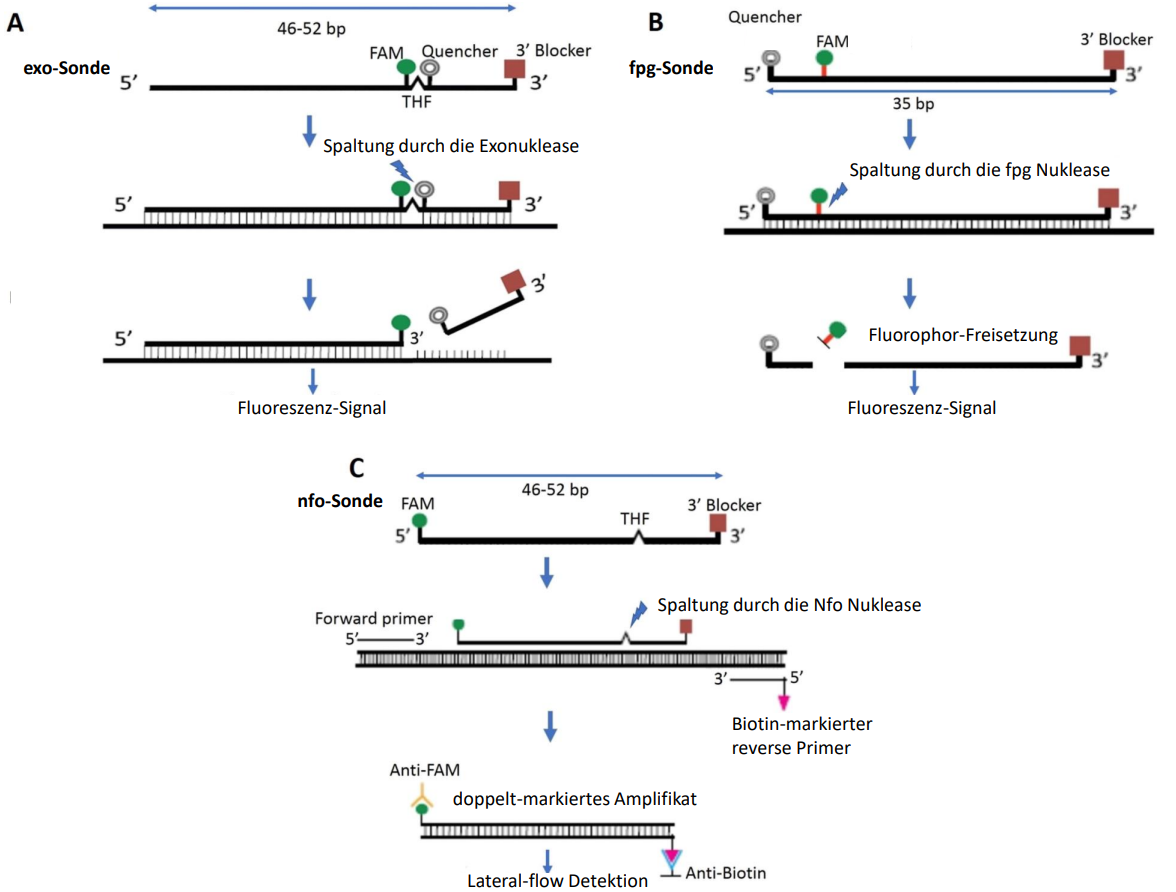 A
46-52 bp
exo-Sonde
FAM
Quencher
3’ Blocker
5’
3’
THF
Spaltung durch die Exonuklease
5’
3’
3’
5’
3’
Fluoreszenz-Signal
B
Quencher
FAM
3’ Blocker
fpg-Sonde
5’
3’
35 bp
Spaltung durch die fpg Nuklease
5’
3’
Fluorophor-Freisetzung
3’
Fluoreszenz-Signal
C
46-52 bp
nfo-Sonde
FAM
THF
3’ Blocker
5’
3’
Spaltung durch die Nfo Nuklease
Forward primer
5’
3’
3’
5’
Biotin-markierter
reverse Primer
Anti-FAM
doppelt-markiertes Amplifikat
Anti-Biotin
Lateral-flow Detektion